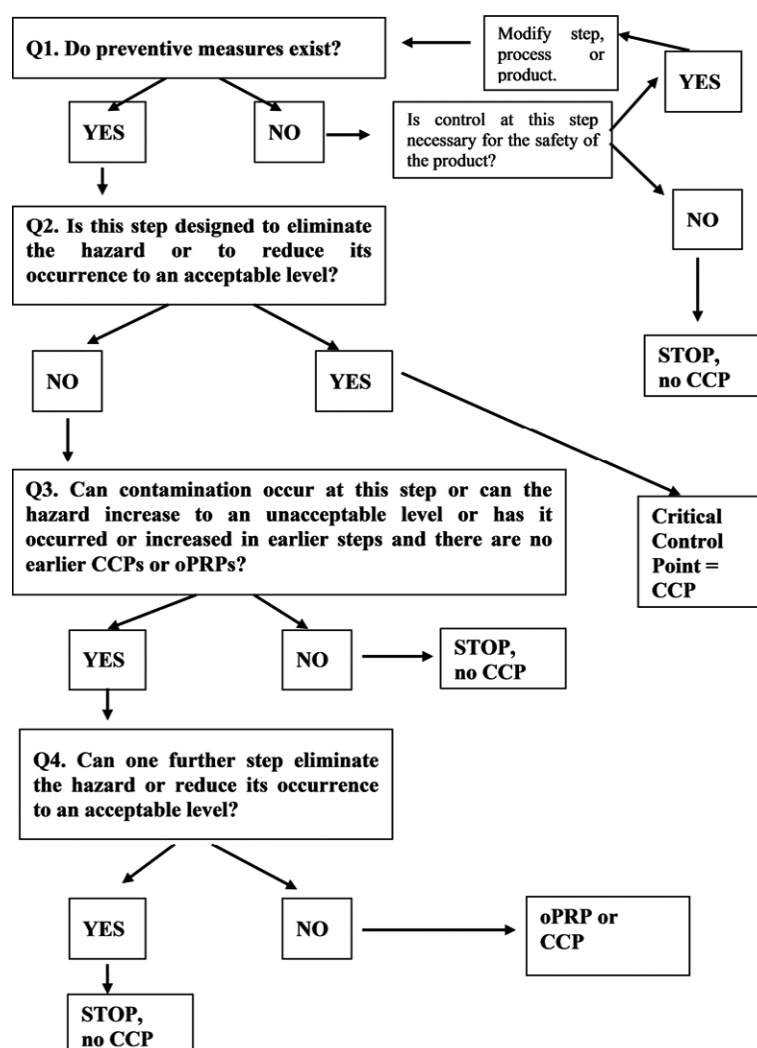 Q1. Do preventive measures exist?
Modify step,
process or
product.
YES
YES
NO
Is control at this step
necessary for the safety of
the product?
NO
Q2. Is this step designed to eliminate
the hazard or to reduce its
occurrence to an acceptable level?
STOP,
no CCP
NO
YES
Q3. Can contamination occur at this step or can the
hazard increase to an unacceptable level or has it
occurred or increased in earlier steps and there are no
earlier CCPs or oPRPs?
Critical
Control
Point =
CCP
YES
NO
STOP,
no CCP
Q4. Can one further step eliminate
the hazard or reduce its occurrence
to an acceptable level?
YES
NO
oPRP or
CCP
STOP,
no CCP